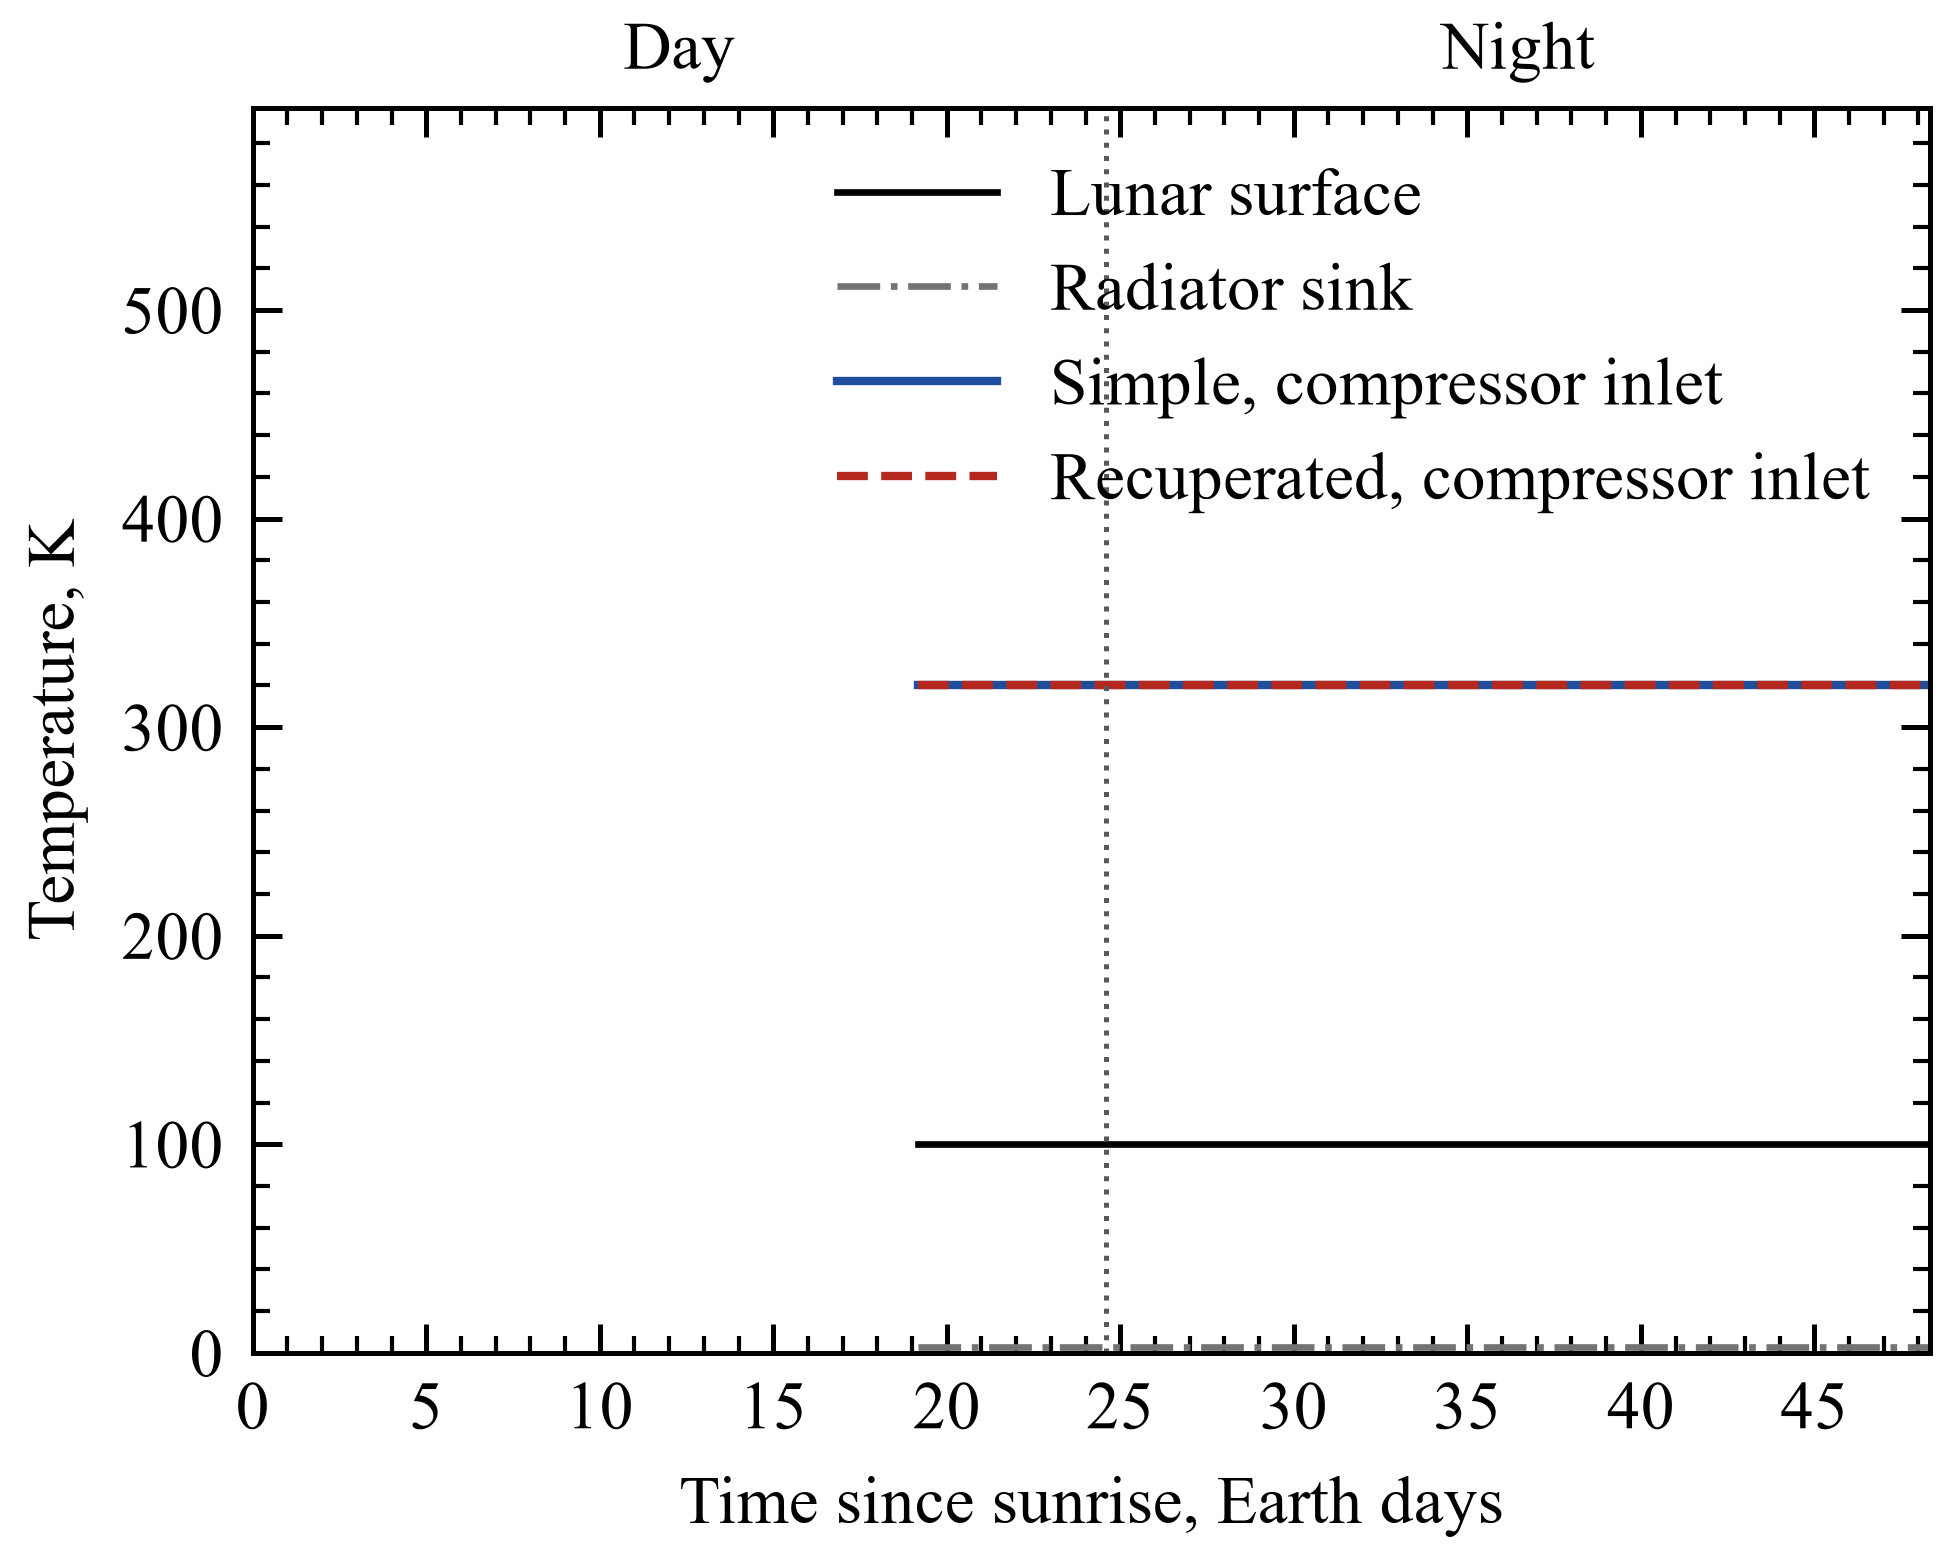 Day
Night
Lunar surface
Radiator sink
Simple, compressor inlet
Recuperated, compressor inlet
Temperature, K
500
400
300
200
100
0
0 5 10 15 20 25 30 35 40 45
Time since sunrise, Earth days